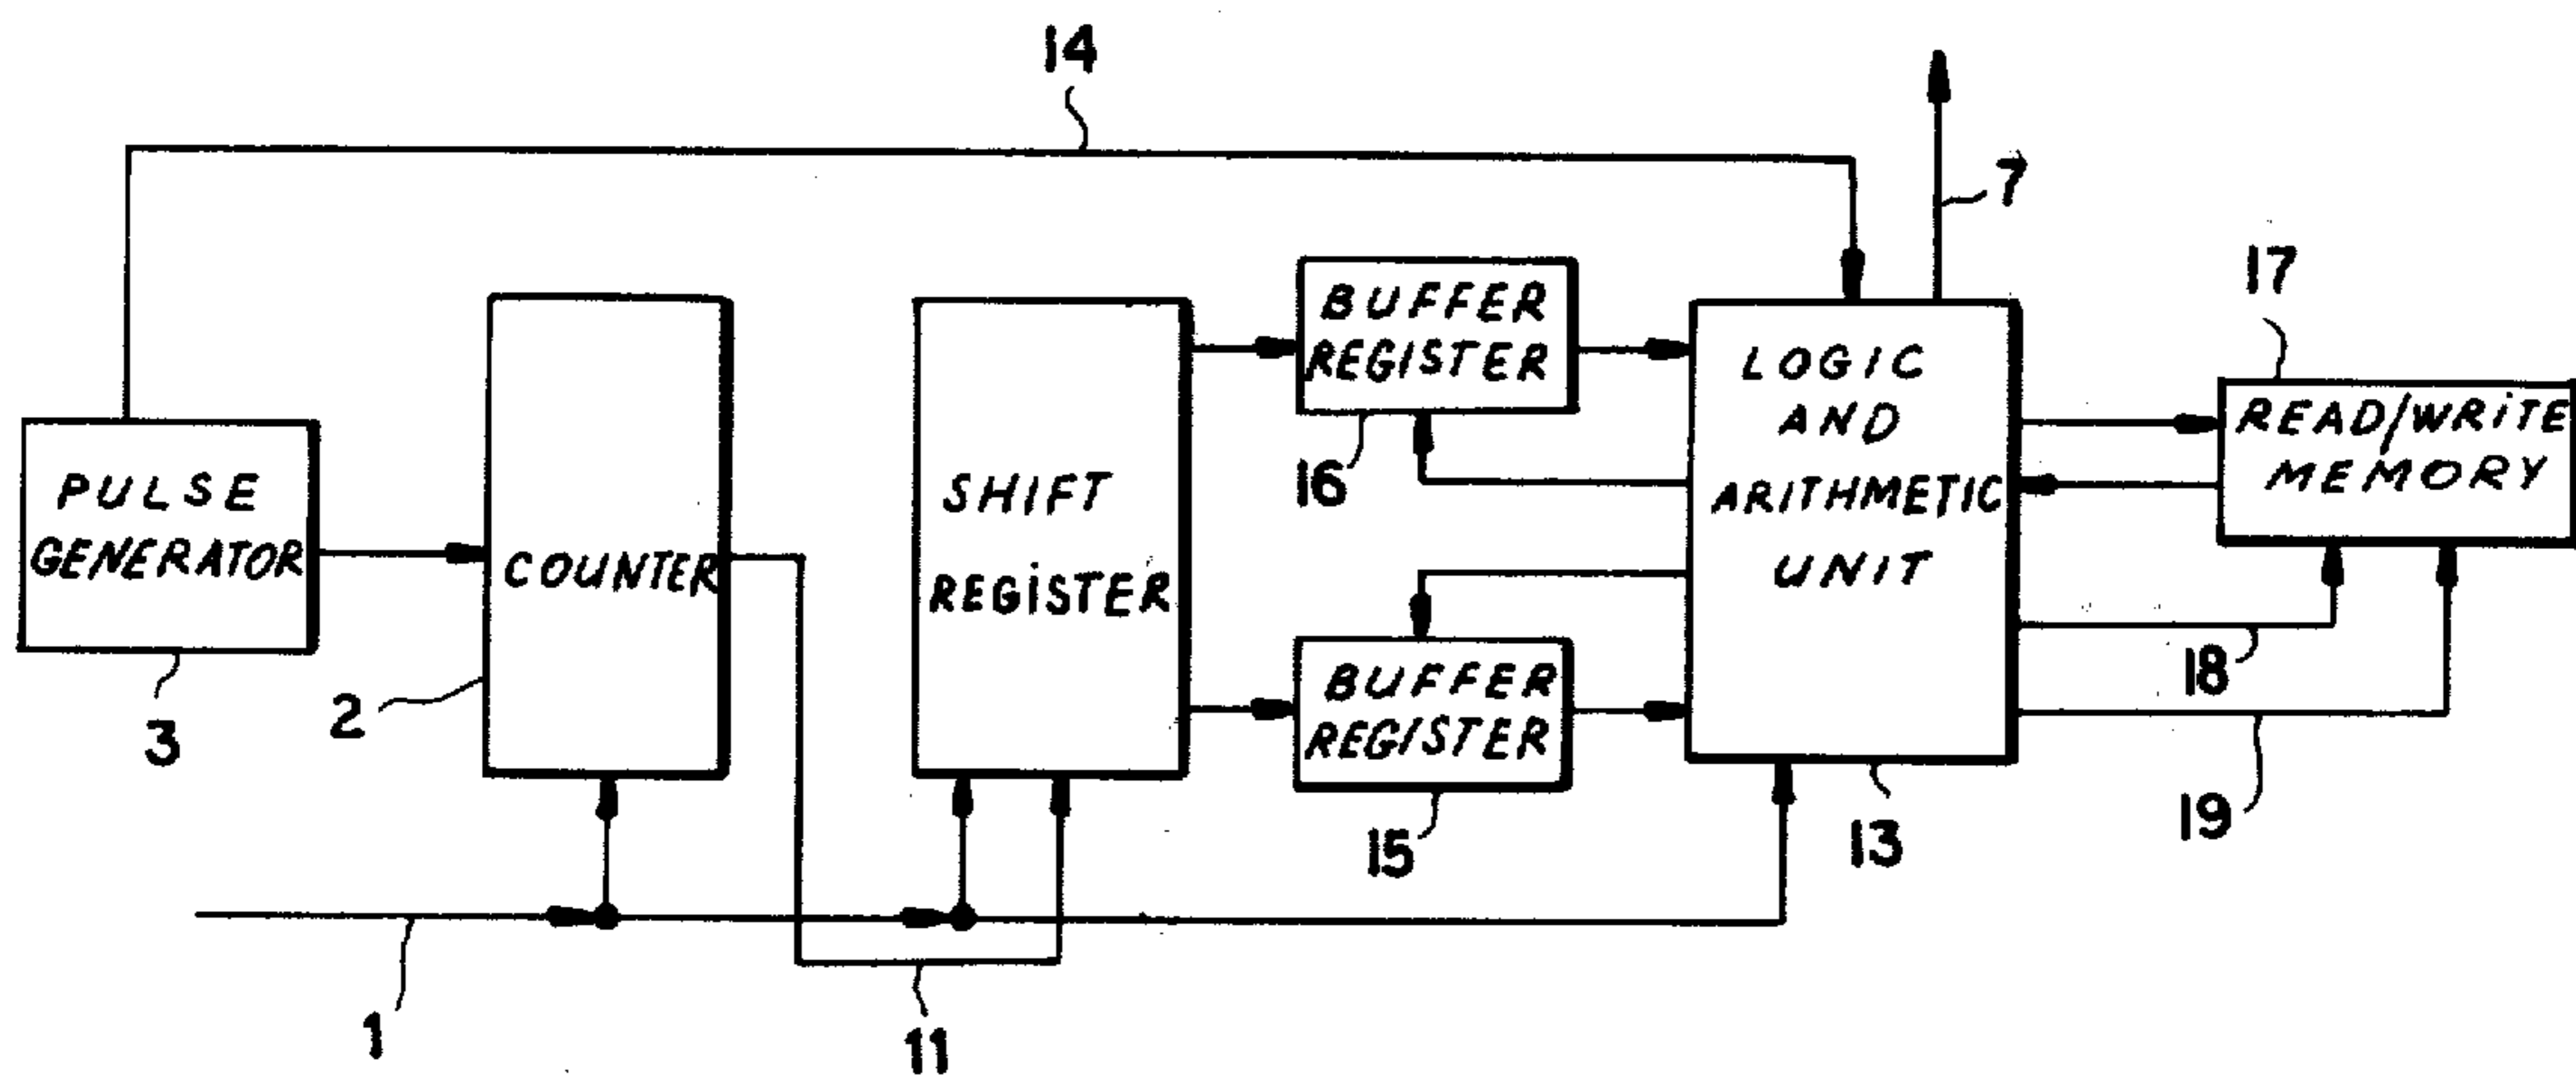 14
7
17
BUFFER
REGISTER
16
LOGIC
AND
ARITHMETIC
UNIT
READ/WRiTE
MEMORY
PULSE
GENERATOR
3
COUNTER
2
SHIFT
REGiSTER
BUFFER
REGISTER
15
13
18
19
1
11